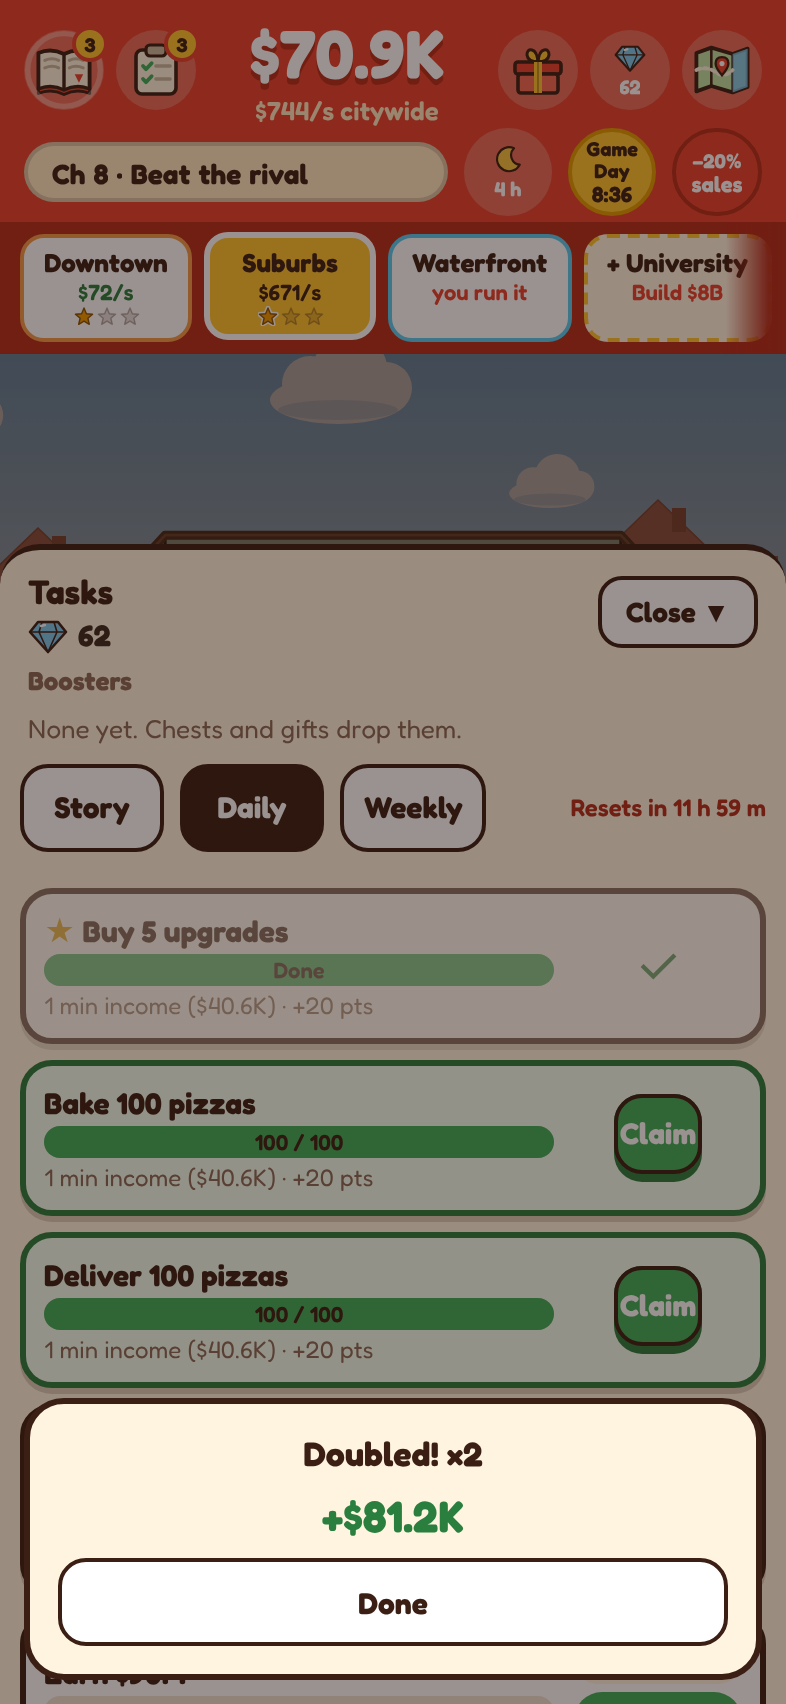 3
3
$70.9K
$744/s citywide
62
Ch 8 · Beat the rival
4 h
Game
Day
8:36
-20%
sales
Downtown
$72/s
Suburbs
$671/s
Waterfront
you run it
+ University
Build $8B
Tasks
62
Close ▼
Boosters
None yet. Chests and gifts drop them.
Story
Daily
Weekly
Resets in 11 h 59 m
★ Buy 5 upgrades
Done
1 min income ($40.6K) · +20 pts
Bake 100 pizzas
100 / 100
1 min income ($40.6K) · +20 pts
Claim
Deliver 100 pizzas
100 / 100
1 min income ($40.6K) · +20 pts
Claim
Doubled! x2
+$81.2K
Done